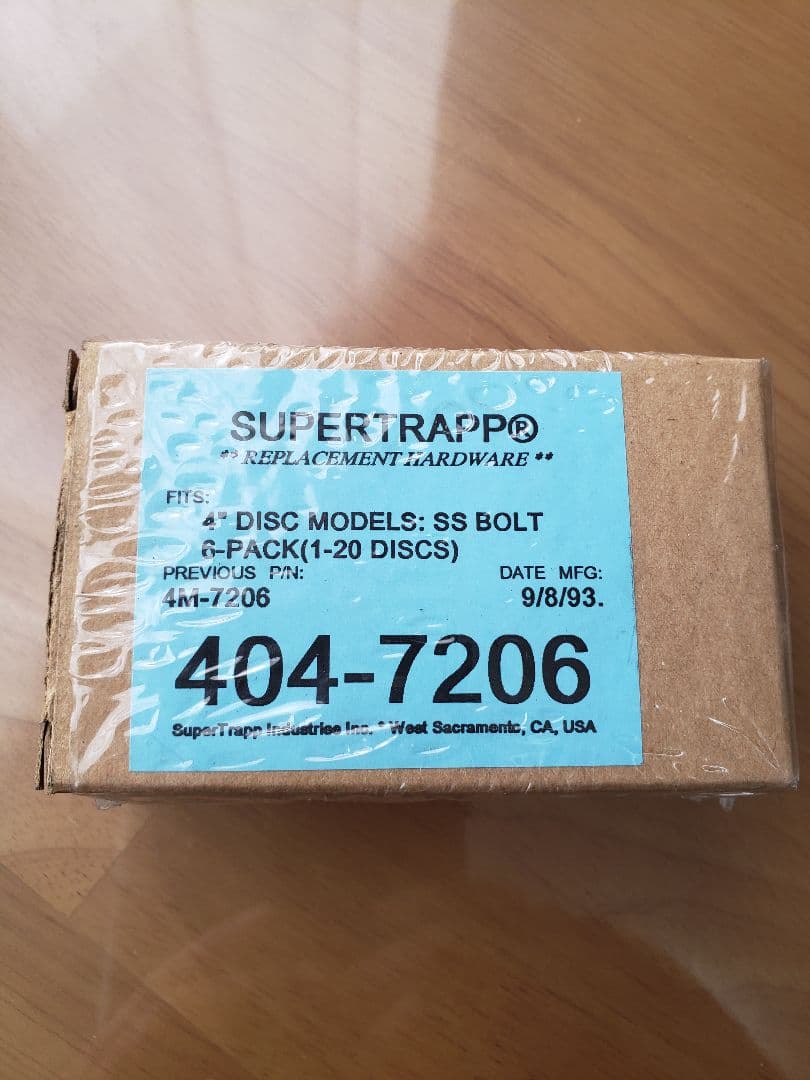 SUPERTRAPP®
** REPLACEMENT HARDWARE **
FITS:
4" DISC MODELS: SS BOLT
6-PACK(1-20 DISCS)
PREVIOUS P/N: DATE MFG:
4M-7206 9/8/93.
404-7206
SuperTrapp Industrise Inc. * West Sacramento, CA, USA